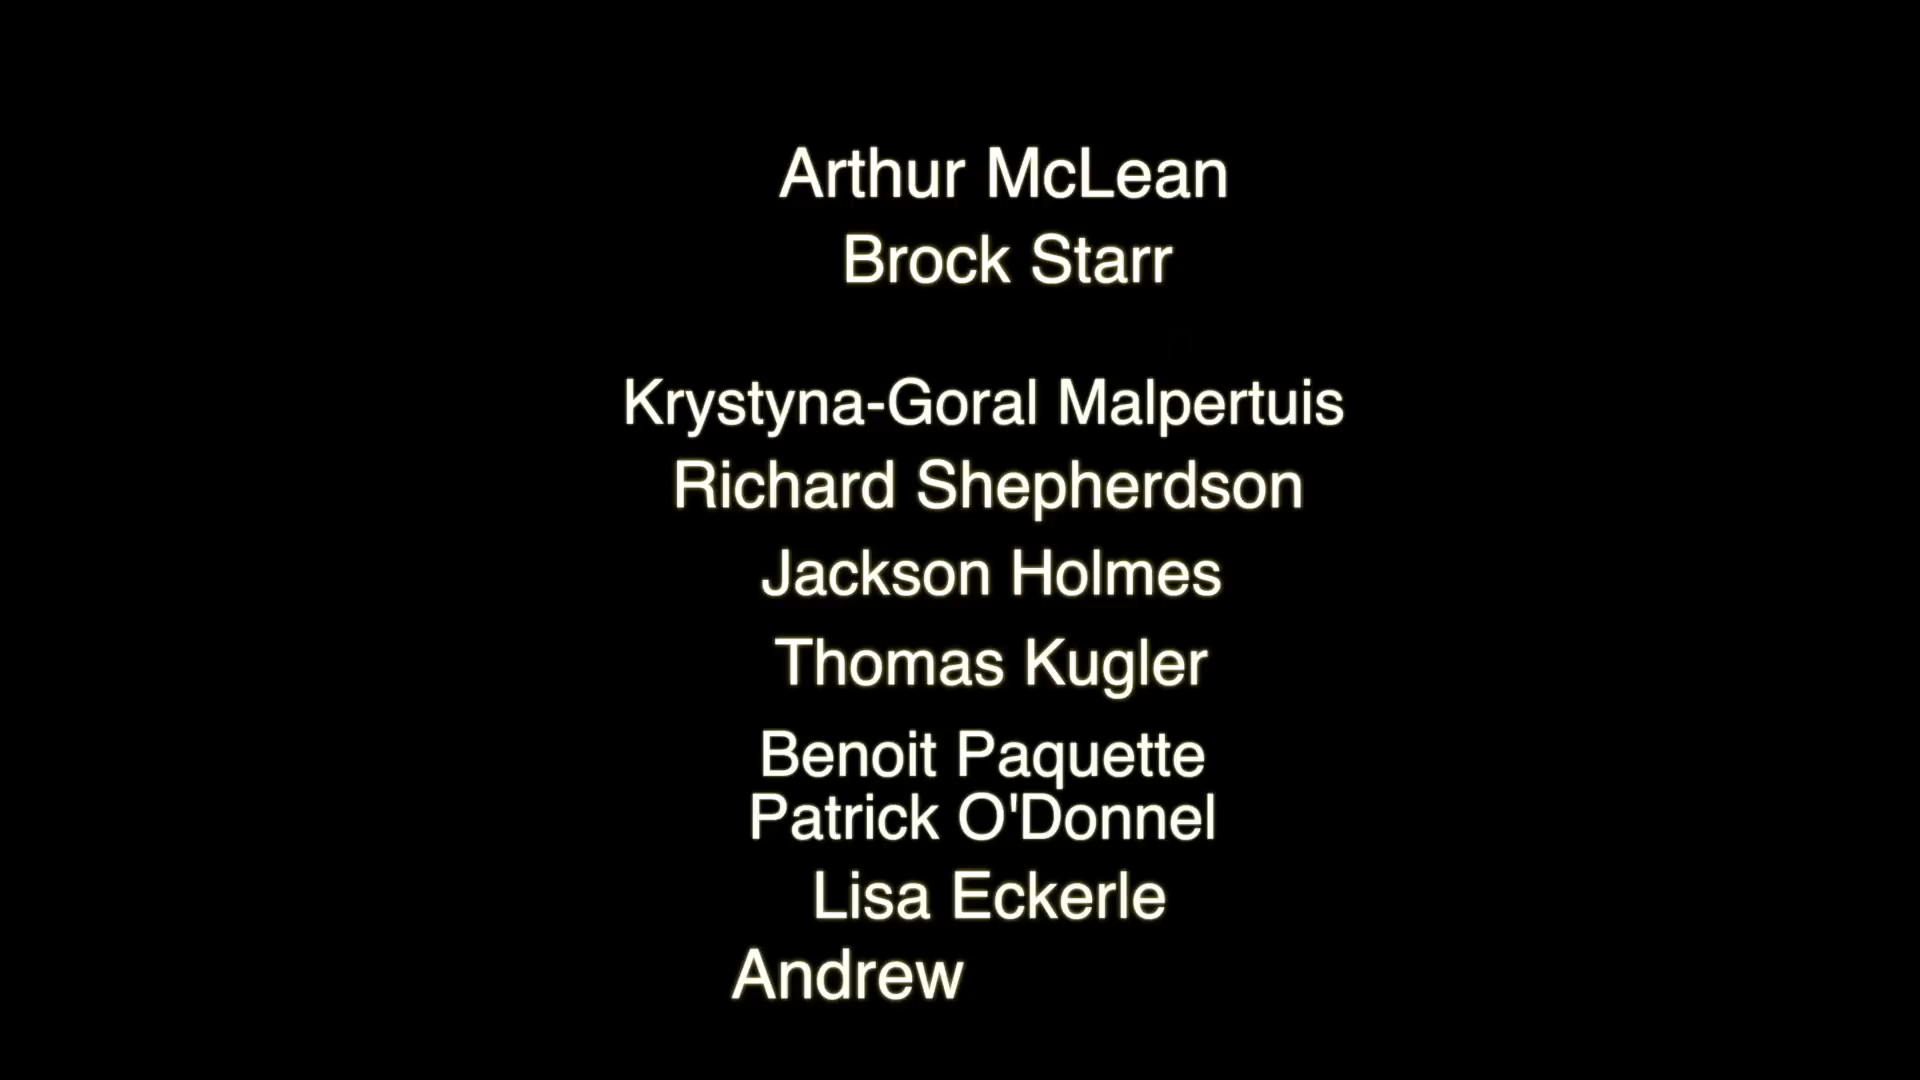 Arthur McLean
Brock Starr
Krystyna-Goral Malpertuis
Richard Shepherdson
Jackson Holmes
Thomas Kugler
Benoit Paquette
Patrick O'Donnel
Lisa Eckerle
Andrew